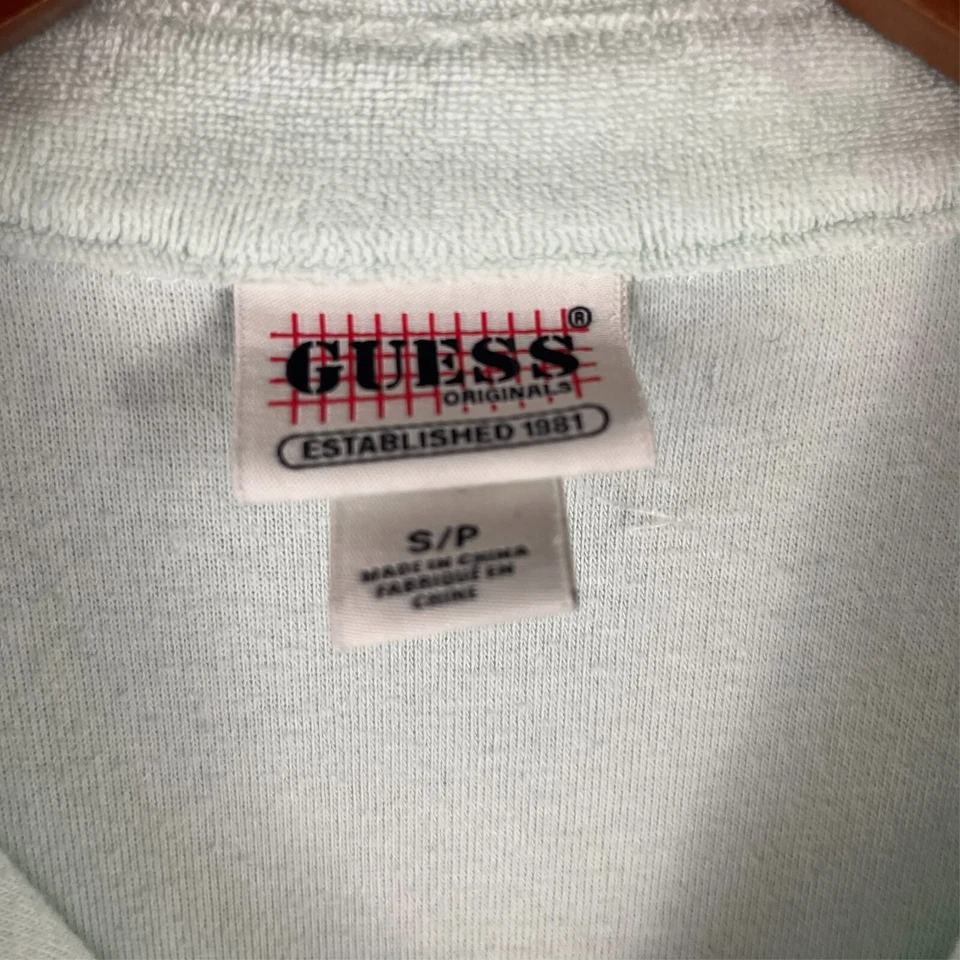 GUESS®
ORIGINALS
ESTABLISHED 1981
S/P
MADE IN CHINA
FABRIQUÉ EN
CHINE